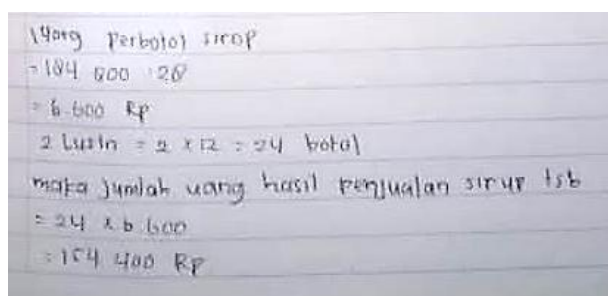 Uang perbotol sirop
= 184 800 : 28
= 6.600 Rp
2 Lusin = 2 x 12 = 24 botol
maka jumlah uang hasil penjualan sirup tsb
= 24 x 6 600
= 158 400 Rp